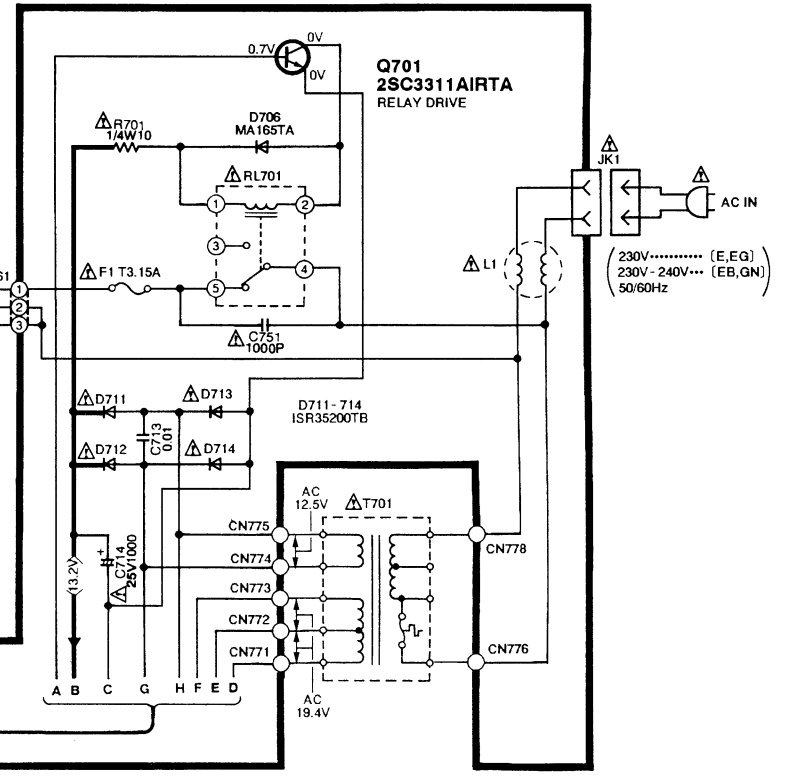 0V
0.7V
0V
Q701
2SC3311AIRTA
RELAY DRIVE
R701
1/4W10
D706
MA165TA
RL701
1
2
3
4
5
JK1
AC IN
230V ··········· [E,EG]
230V - 240V ··· [EB,GN]
50/60Hz
L1
F1 T3.15A
1
2
3
C751
1000P
D711
D713
D711 - 714
ISR35200TB
C713
0.01
D712
D714
AC
12.5V
T701
CN775
CN774
CN773
CN772
CN771
CN778
CN776
C714
25V100D
+
(13.2V)
AC
19.4V
A B C G H F E D